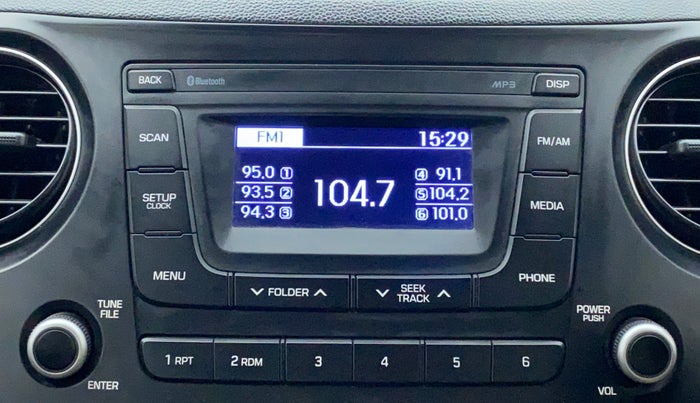 BACK Bluetooth MP3 DISP
SCAN FM1 15:29 FM/AM
95.0 1 4 91.1
93.5 2 104.7 5 104.2
94.3 3 6 101.0
SETUP CLOCK MEDIA
MENU FOLDER SEEK TRACK PHONE
TUNE FILE POWER PUSH
1 RPT 2 RDM 3 4 5 6
ENTER VOL